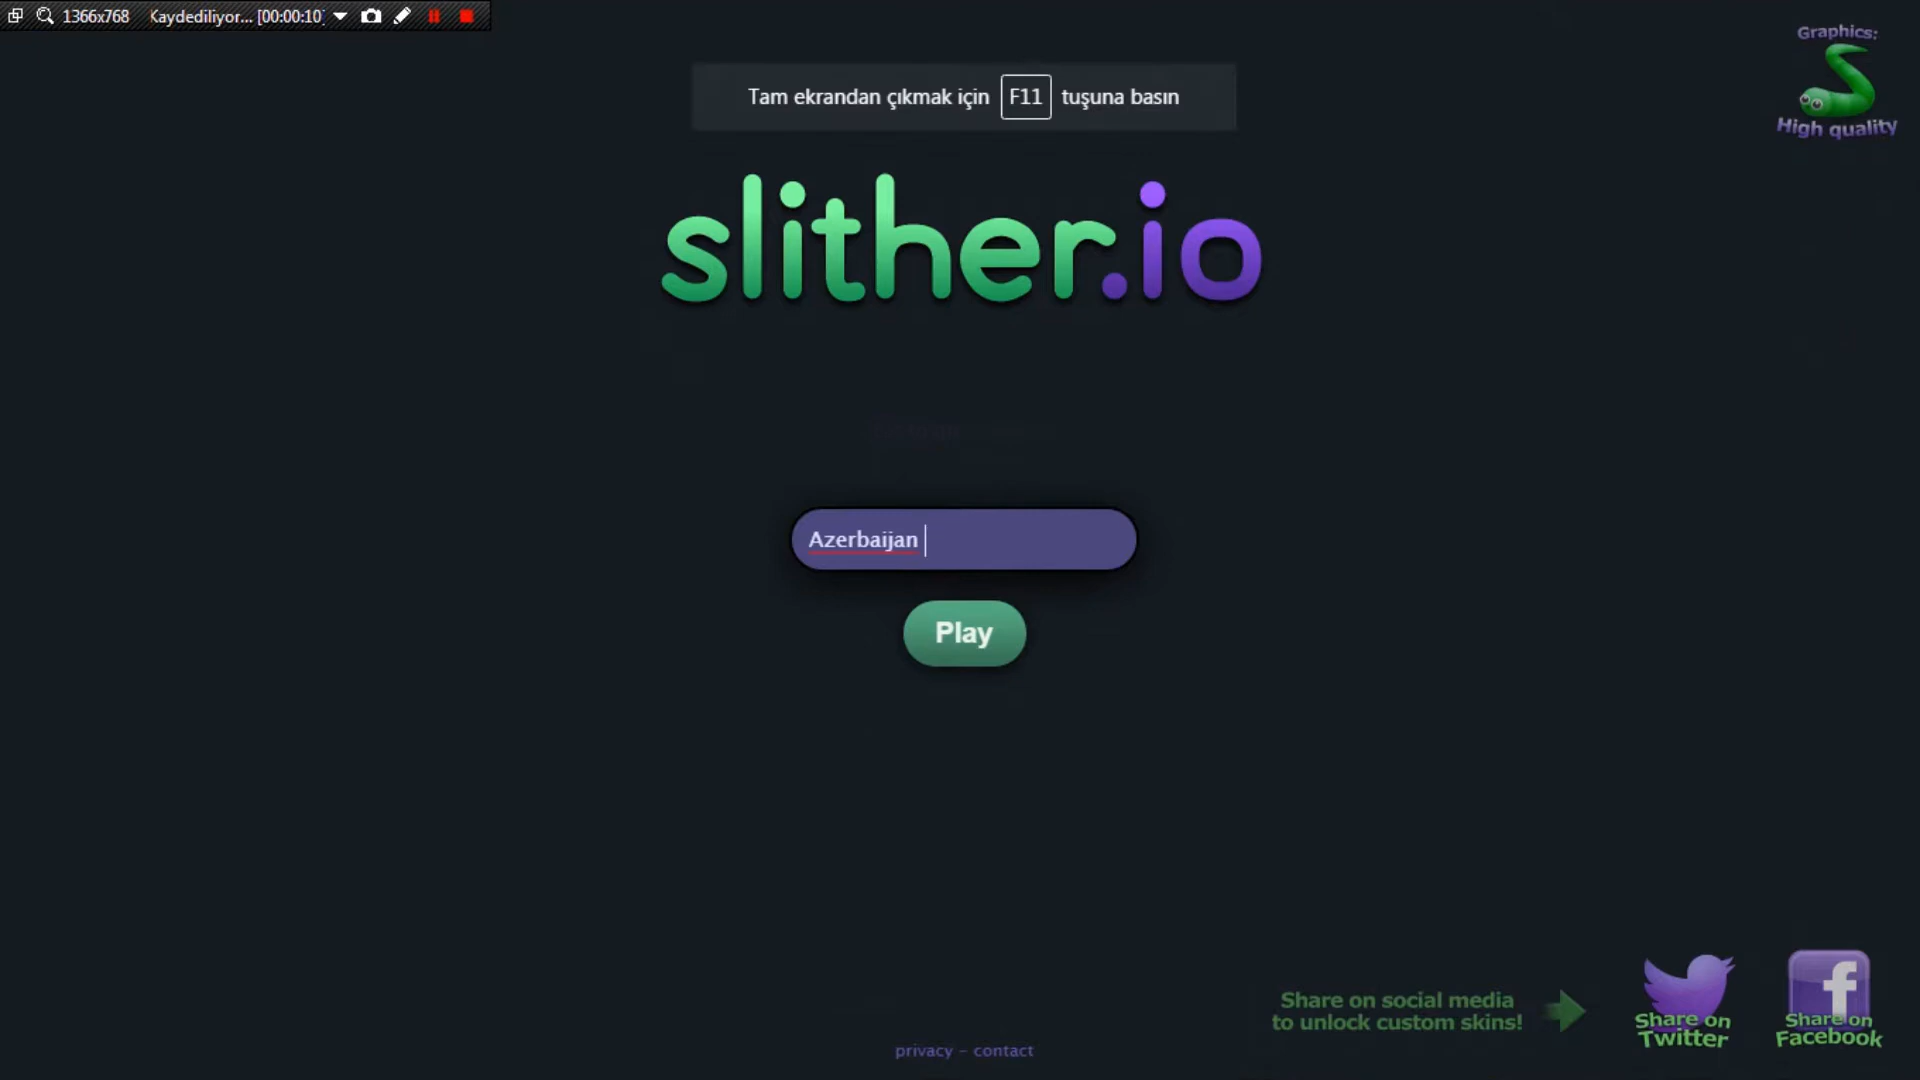 1366x768 Kaydediliyor... [00:00:10]
Graphics:
High quality
Tam ekrandan çıkmak için F11 tuşuna basın
slither.io
Azerbaijan
Play
Share on social media
to unlock custom skins!
Share on
Twitter
Share on
Facebook
privacy - contact